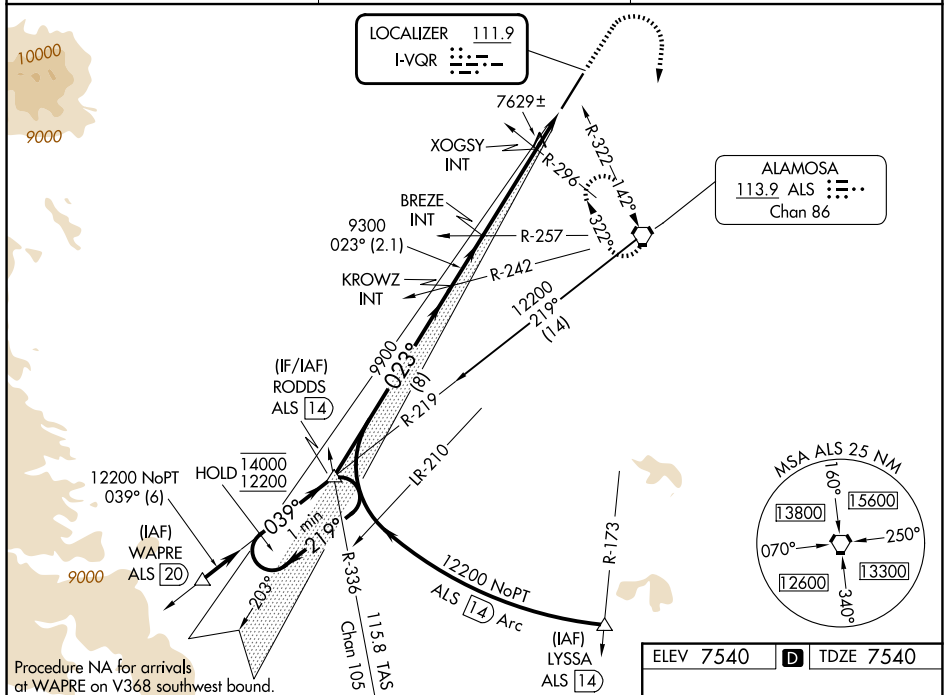 LOCALIZER 111.9
I-VQR
10000
9000
7629±
XOGSY
INT
R-296
R-322
142°
322°
ALAMOSA
113.9 ALS
Chan 86
BREZE
INT
9300
023° (2.1)
R-257
KROWZ
INT
R-242
12200
219°
(14)
9900
023°
(8)
(IF/IAF)
RODDS
ALS 14
R-219
LR-210
12200 NoPT
039° (6)
HOLD
14000
12200
039°
1 min
219°
(IAF)
WAPRE
ALS 20
9000
203°
R-336
115.8 TAS
Chan 105
R-173
12200 NoPT
ALS 14 Arc
(IAF)
LYSSA
ALS 14
MSA ALS 25 NM
160°
13800
15600
070°
250°
12600
13300
340°
Procedure NA for arrivals
at WAPRE on V368 southwest bound.
ELEV 7540 D TDZE 7540